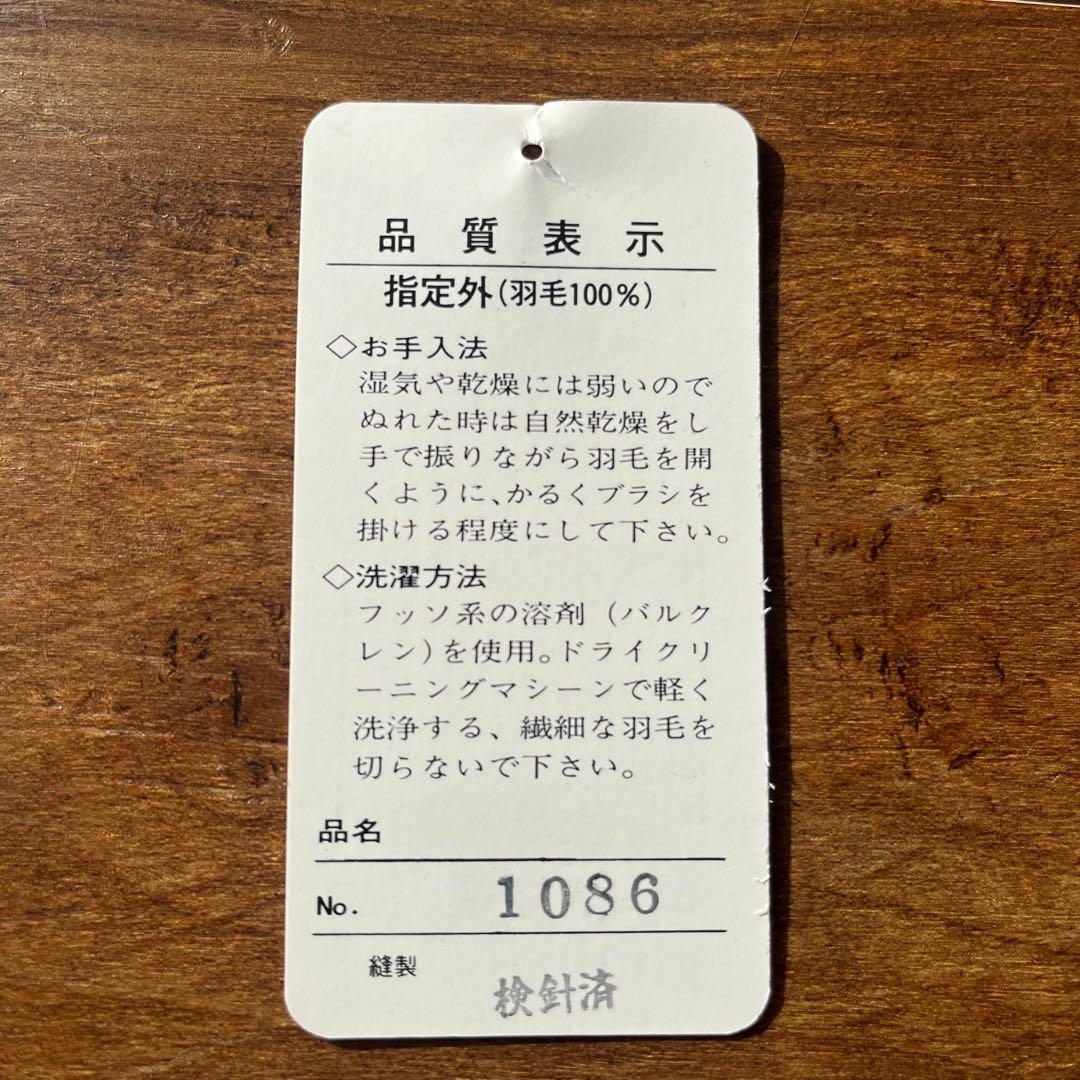 品質表示
指定外(羽毛100%)
◇お手入法
湿気や乾燥には弱いので
ぬれた時は自然乾燥をし
手で振りながら羽毛を開
くように、かるくブラシを
掛ける程度にして下さい。
◇洗濯方法
フッソ系の溶剤(バルク
レン)を使用。ドライクリ
ーニングマシーンで軽く
洗浄する、繊細な羽毛を
切らないで下さい。
品名
No. 1086
縫製 検針済